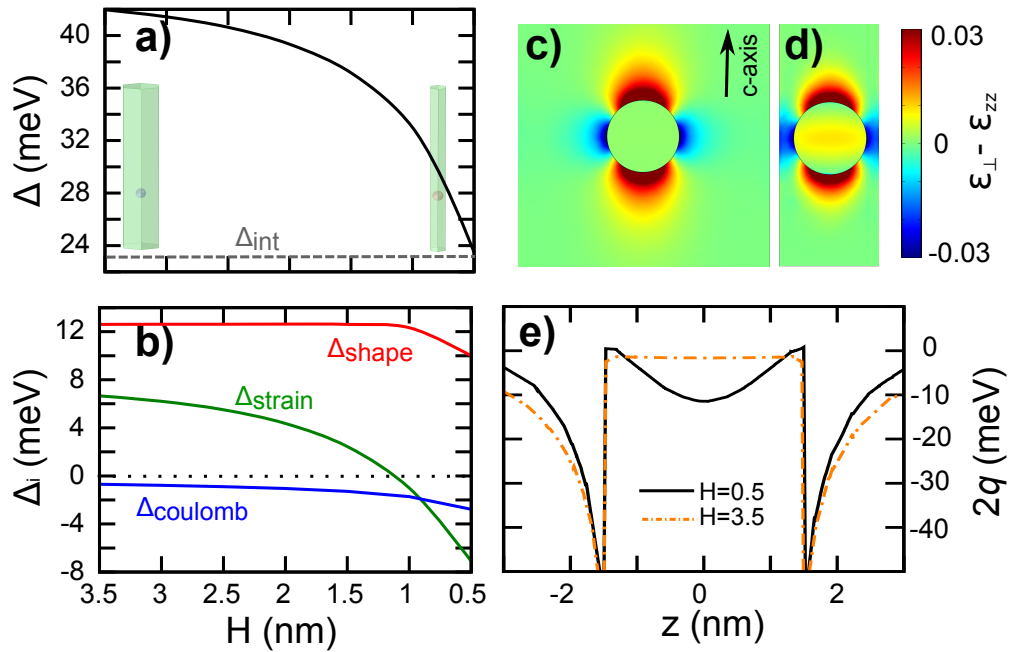 a)
42
40
36
32
28
24
Δ (meV)
Δint
b)
12
8
4
0
-2
-4
-8
Δi (meV)
Δshape
Δstrain
Δcoulomb
3.5 3 2.5 2 1.5 1 0.5
H (nm)
c)
c-axis
d)
0.03
0
-0.03
ε⊥ - εzz
e)
0
-10
-20
-30
-40
2q (meV)
H=0.5
H=3.5
-2 0 2
z (nm)